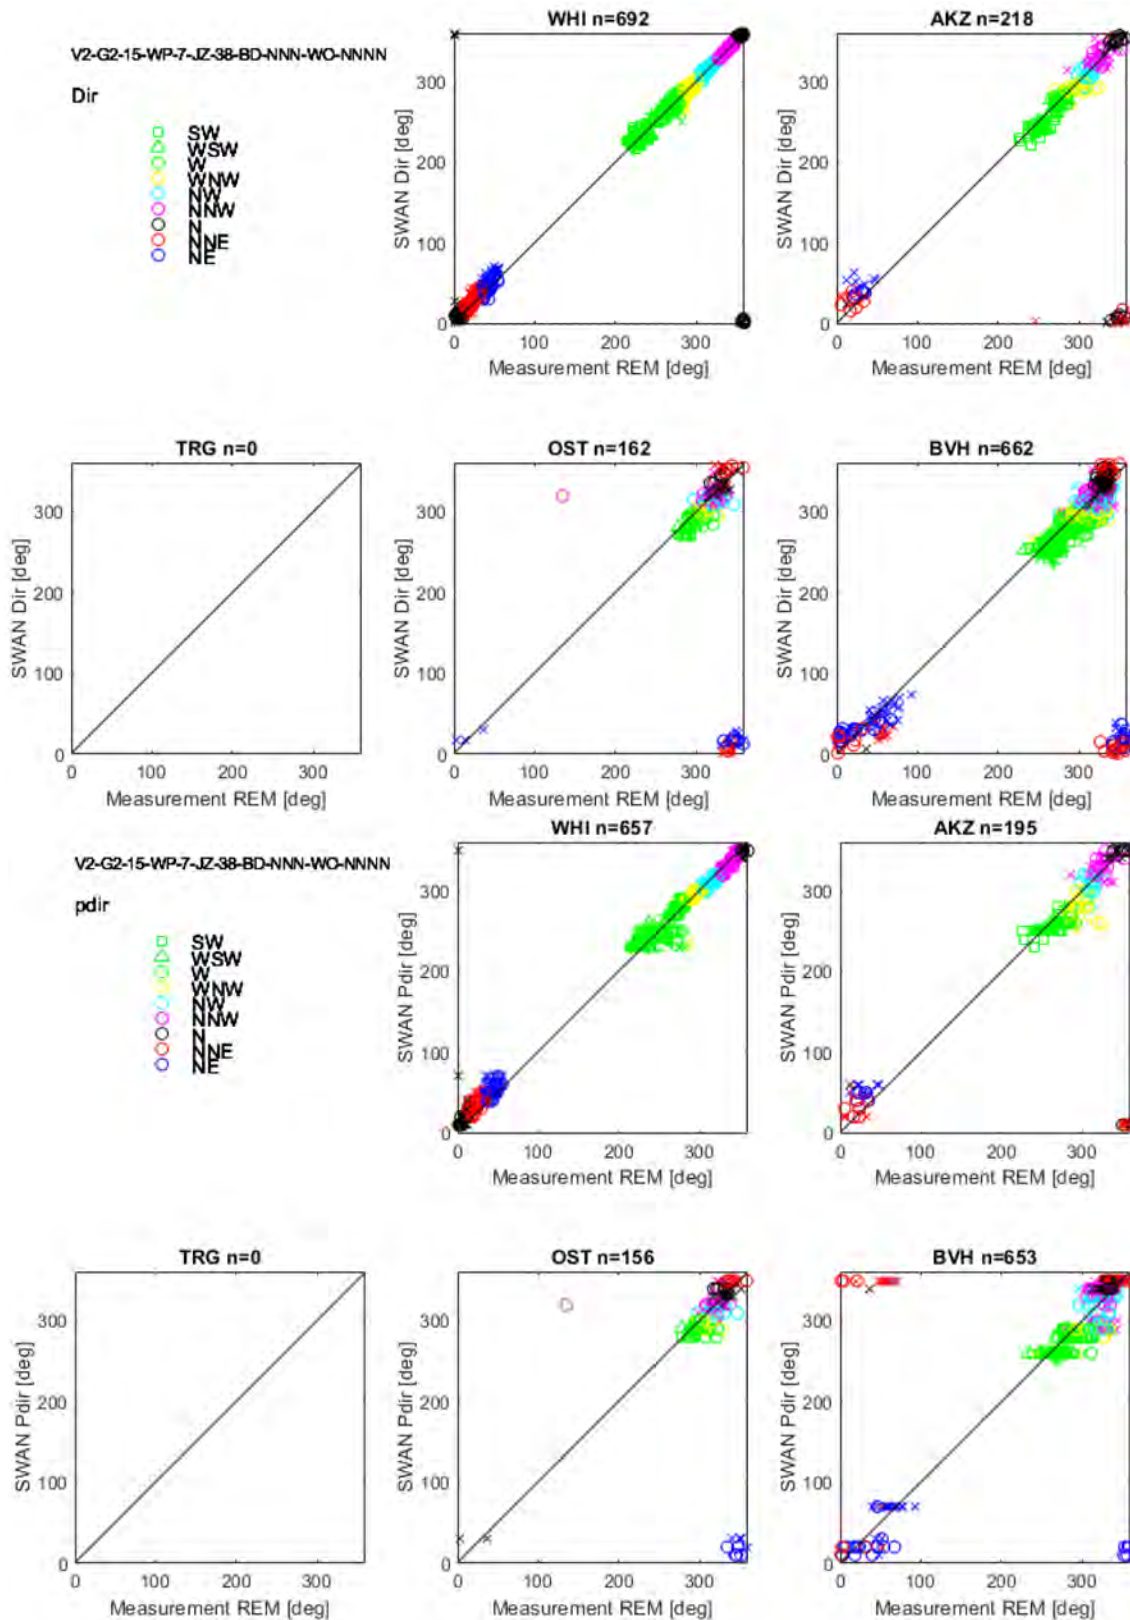 WHI n=692
AKZ n=218
V2-G2-15-WP-7-JZ-38-BD-NNN-WO-NNNN
Dir
SW
WSW
W
WNW
NW
NNW
N
NNE
NE
SWAN Dir [deg]
300
200
100
0
0 100 200 300
Measurement REM [deg]
SWAN Dir [deg]
300
200
100
0
0 100 200 300
Measurement REM [deg]
TRG n=0
OST n=162
BVH n=662
SWAN Dir [deg]
300
200
100
0
0 100 200 300
Measurement REM [deg]
SWAN Dir [deg]
300
200
100
0
0 100 200 300
Measurement REM [deg]
SWAN Dir [deg]
300
200
100
0
0 100 200 300
Measurement REM [deg]
WHI n=657
AKZ n=195
V2-G2-15-WP-7-JZ-38-BD-NNN-WO-NNNN
pdir
SW
WSW
W
WNW
NW
NNW
N
NNE
NE
SWAN Pdir [deg]
300
200
100
0
0 100 200 300
Measurement REM [deg]
SWAN Pdir [deg]
300
200
100
0
0 100 200 300
Measurement REM [deg]
TRG n=0
OST n=156
BVH n=653
SWAN Pdir [deg]
300
200
100
0
0 100 200 300
Measurement REM [deg]
SWAN Pdir [deg]
300
200
100
0
0 100 200 300
Measurement REM [deg]
SWAN Pdir [deg]
300
200
100
0
0 100 200 300
Measurement REM [deg]